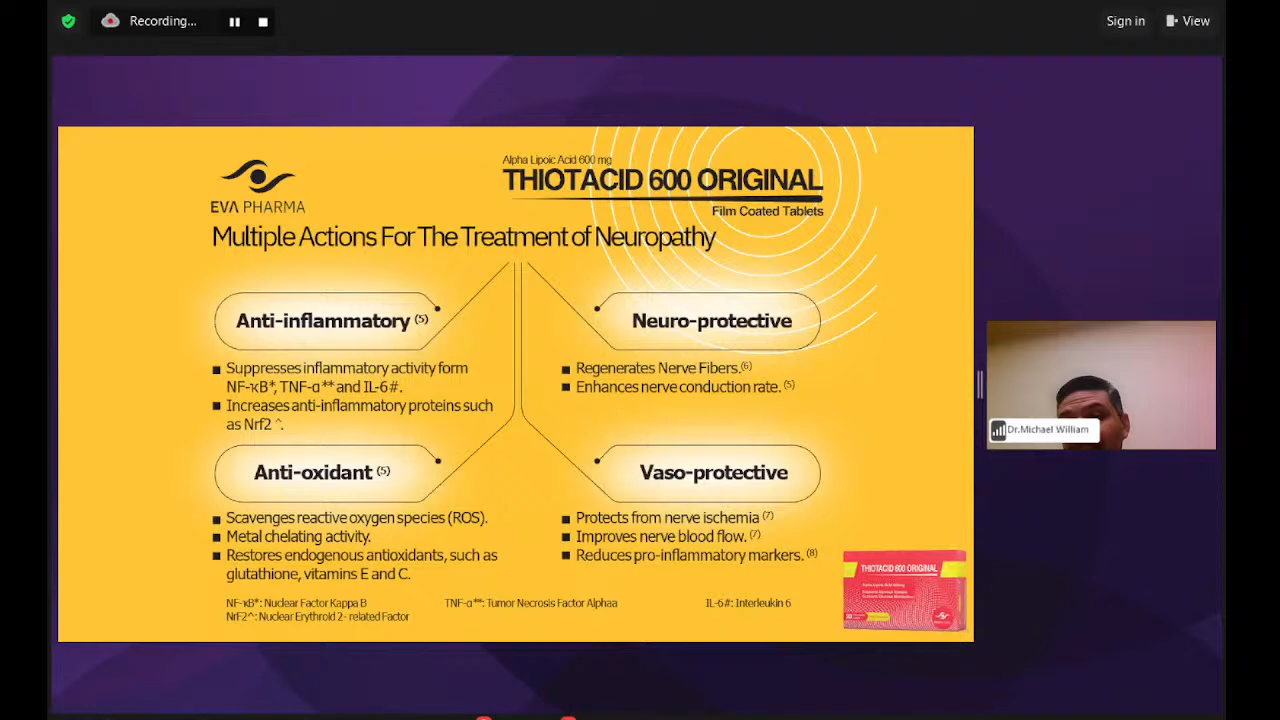 Recording...
Sign in
View
EVA PHARMA
Alpha Lipoic Acid 600 mg
THIOTACID 600 ORIGINAL
Film Coated Tablets
Multiple Actions For The Treatment of Neuropathy
Anti-inflammatory (5)
Suppresses inflammatory activity form
NF-κB*, TNF-α** and IL-6#.
Increases anti-inflammatory proteins such
as Nrf2 ^.
Neuro-protective
Regenerates Nerve Fibers.(6)
Enhances nerve conduction rate. (5)
Anti-oxidant (5)
Scavenges reactive oxygen species (ROS).
Metal chelating activity.
Restores endogenous antioxidants, such as
glutathione, vitamins E and C.
Vaso-protective
Protects from nerve ischemia (7)
Improves nerve blood flow. (7)
Reduces pro-inflammatory markers. (8)
NF-κB*: Nuclear Factor Kappa B
TNF-α**: Tumor Necrosis Factor Alphaa
IL-6#: Interleukin 6
NrF2^: Nuclear Erythroid 2- related Factor
THIOTACID 600 ORIGINAL
Dr.Michael William